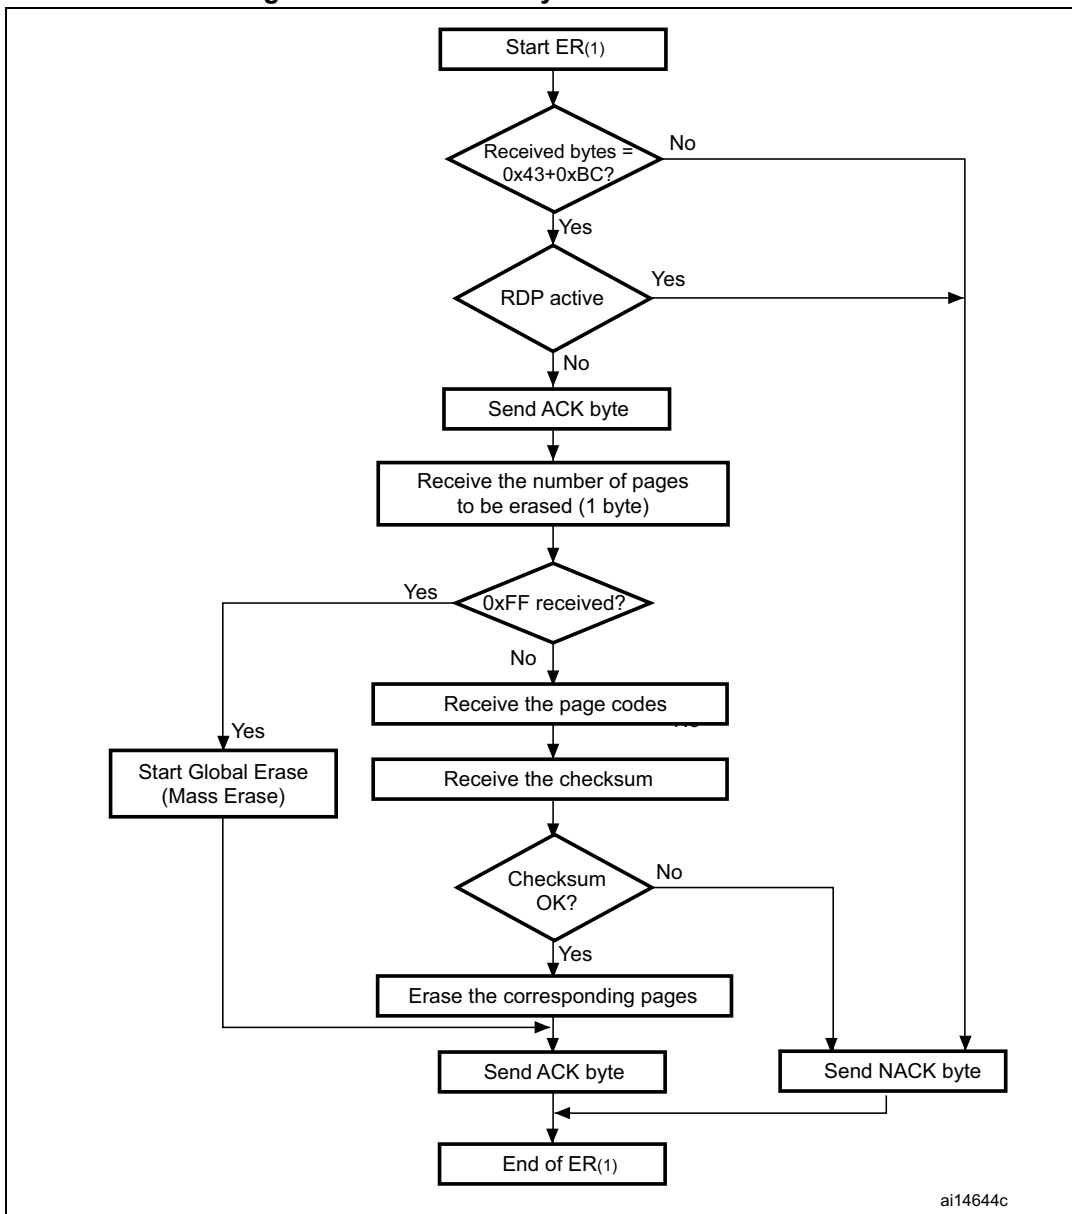 Start ER(1)
Received bytes =
0x43+0xBC?
No
Yes
RDP active
Yes
No
Send ACK byte
Receive the number of pages
to be erased (1 byte)
Yes
0xFF received?
No
Receive the page codes
Yes
Start Global Erase
(Mass Erase)
Receive the checksum
Checksum
OK?
No
Yes
Erase the corresponding pages
Send ACK byte
Send NACK byte
End of ER(1)
ai14644c